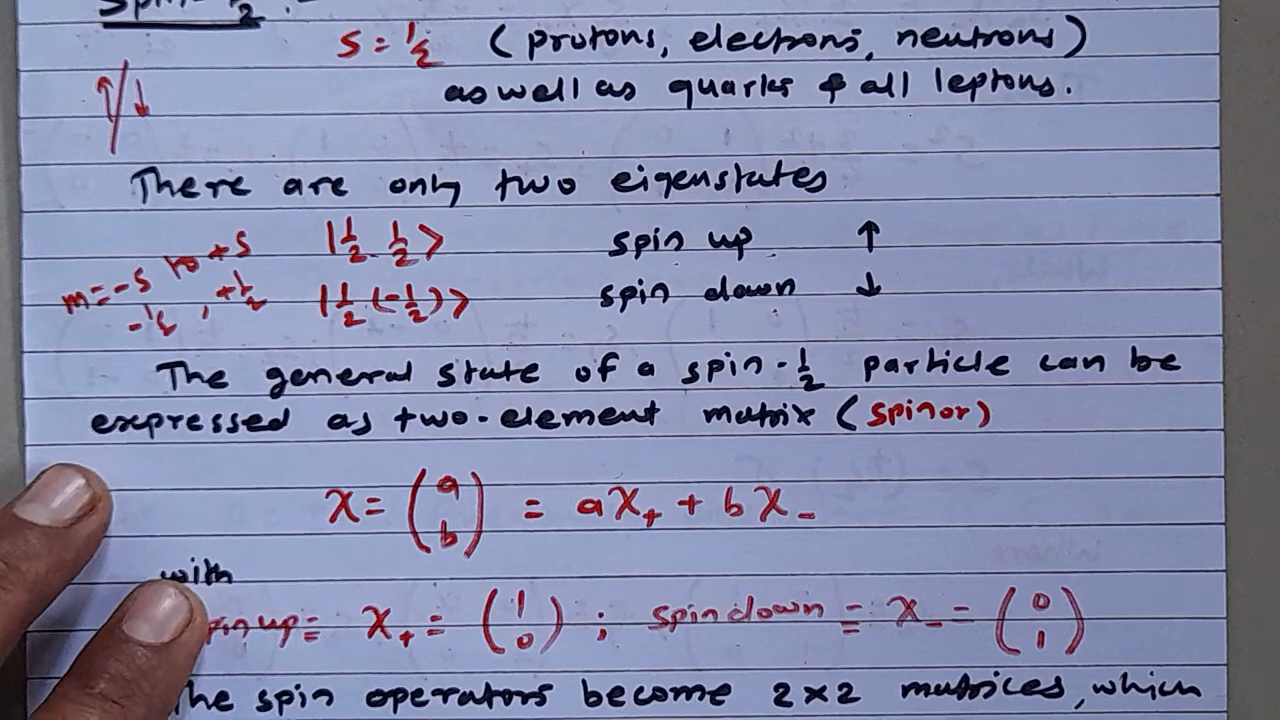 Spin-1/2 :-
s = 1/2 (protons, electrons, neutrons)
as well as quarks & all leptons.
There are only two eigenstates
m = -s to +s |1/2 1/2> spin up ↑
-1/2, +1/2 |1/2 (-1/2)> spin down ↓
The general state of a spin-1/2 particle can be
expressed as two-element matrix (spinor)
χ = (a b) = aχ₊ + bχ₋
with
pin up = χ₊ = (1 0) ; spin down = χ₋ = (0 1)
The spin operators become 2×2 matrices, which